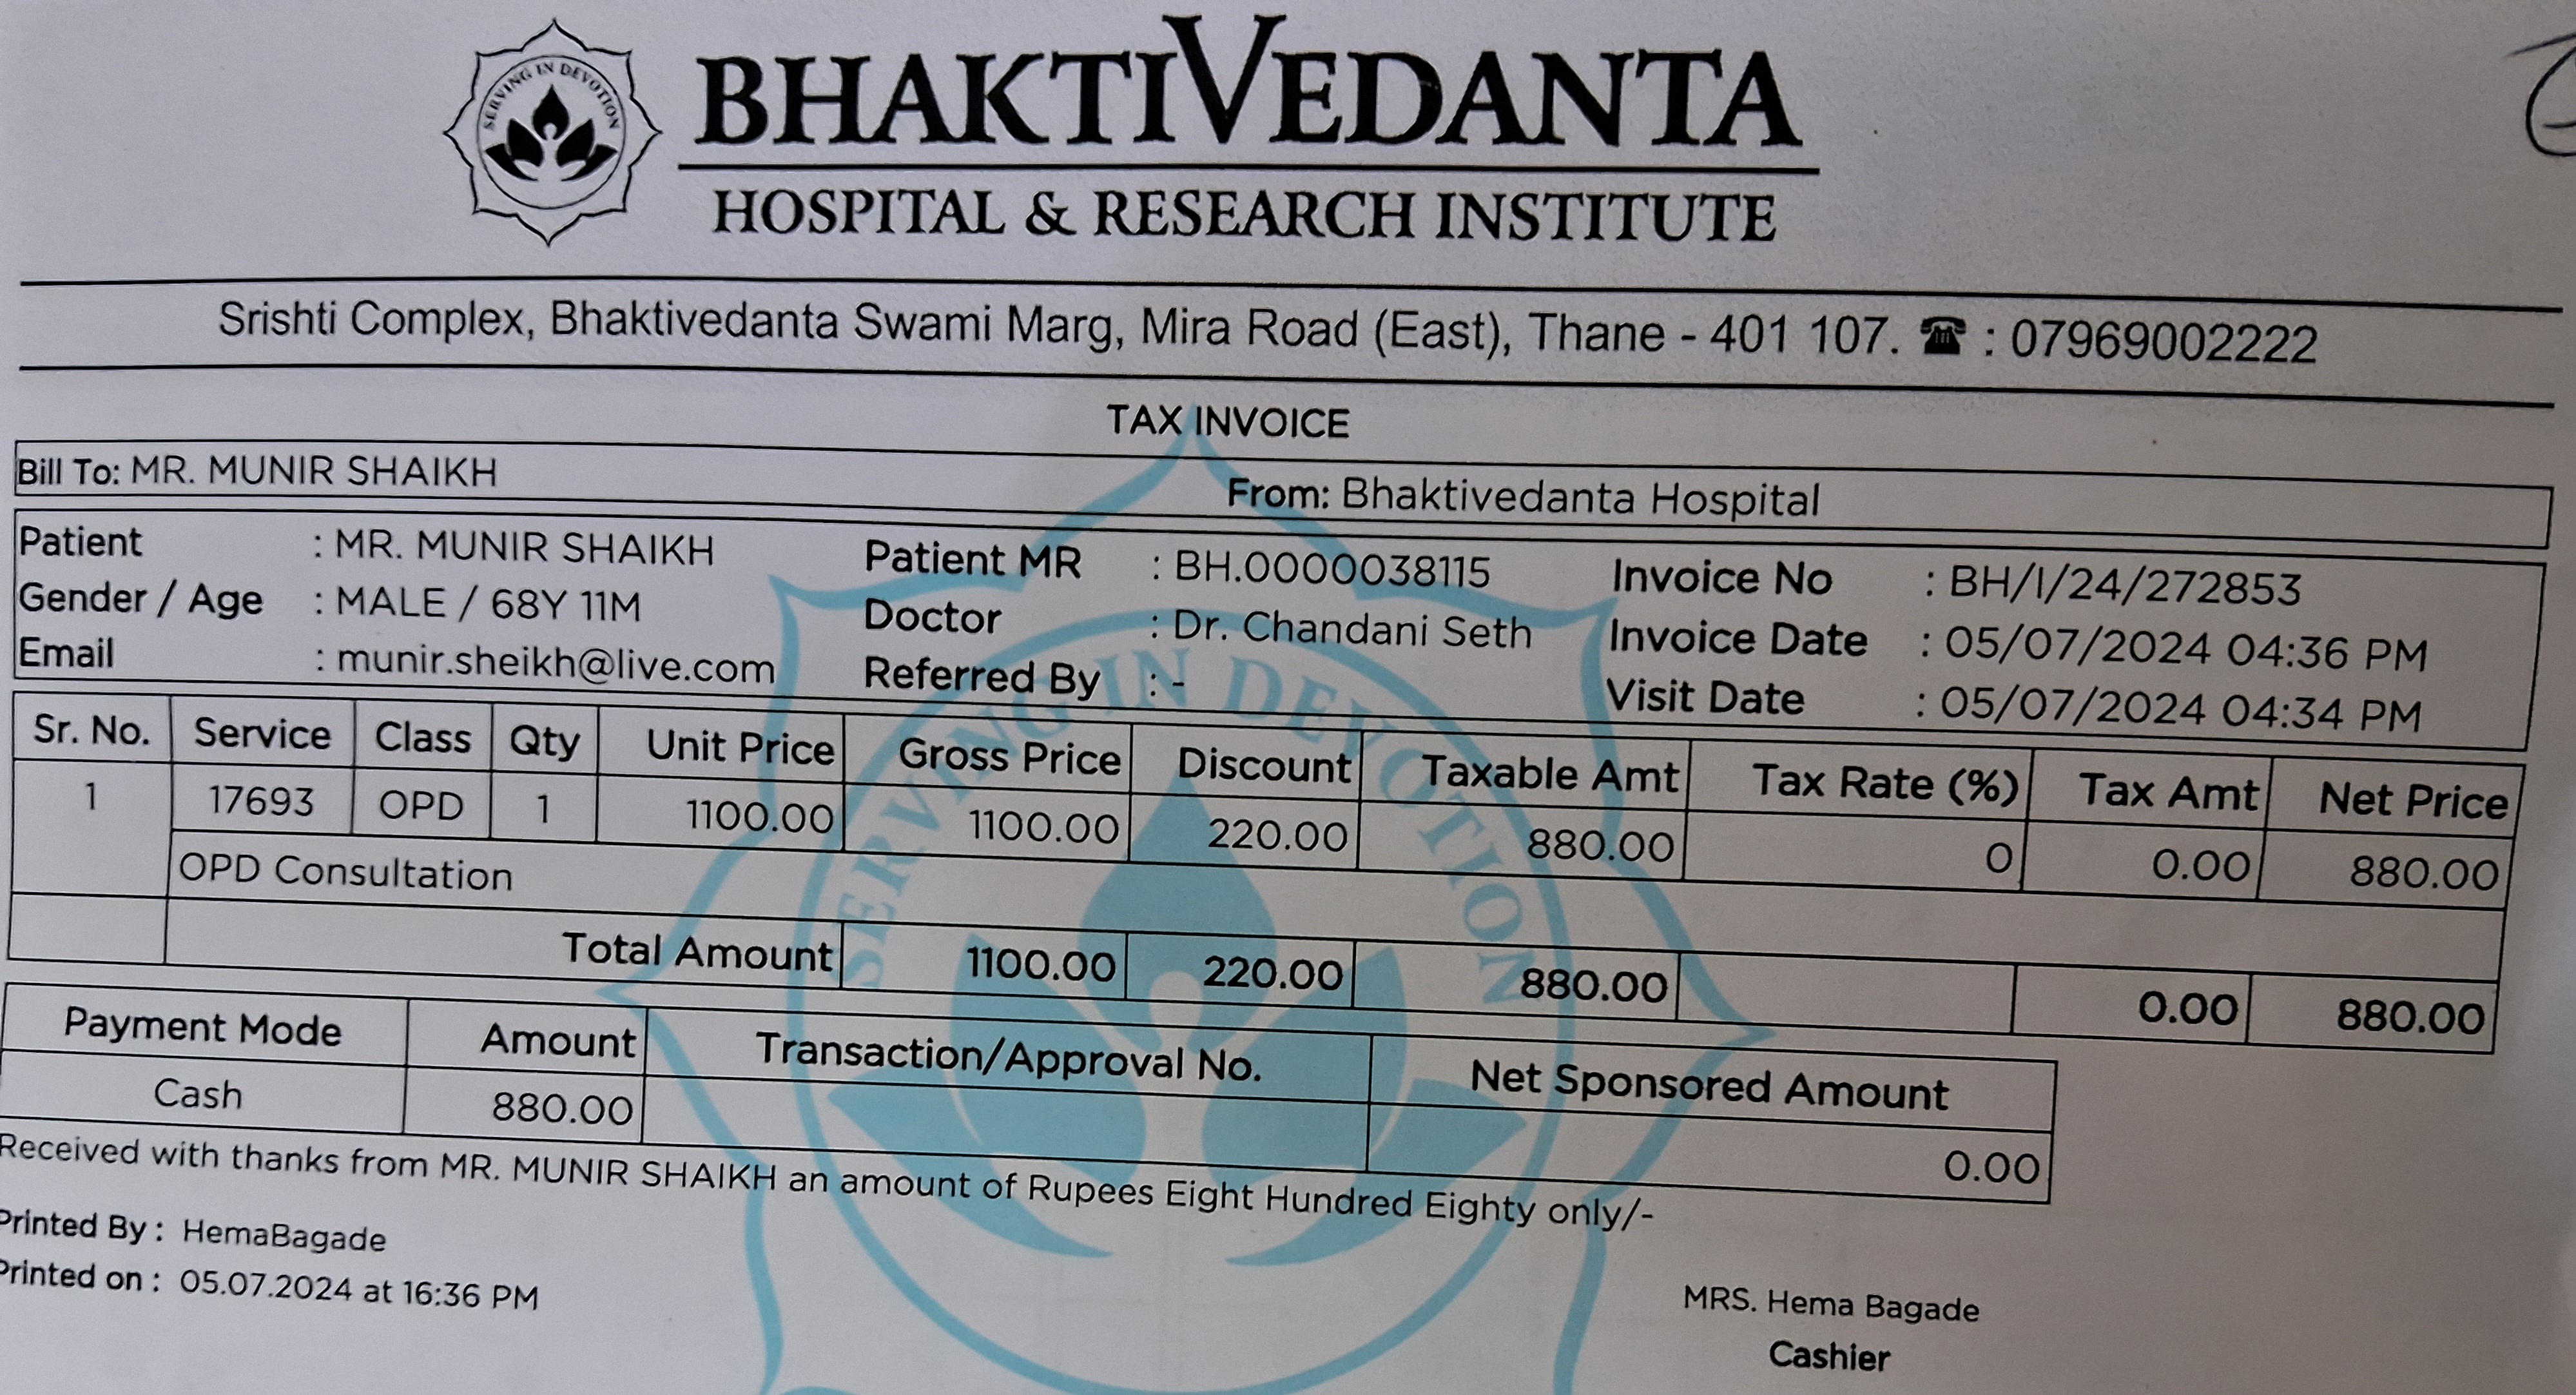 SERVING IN DEVOTION
BHAKTIVEDANTA
HOSPITAL & RESEARCH INSTITUTE
Srishti Complex, Bhaktivedanta Swami Marg, Mira Road (East), Thane - 401 107. ☎ : 07969002222
TAX INVOICE
Bill To: MR. MUNIR SHAIKH From: Bhaktivedanta Hospital
Patient : MR. MUNIR SHAIKH Patient MR : BH.0000038115 Invoice No : BH/I/24/272853
Gender / Age : MALE / 68Y 11M Doctor : Dr. Chandani Seth Invoice Date : 05/07/2024 04:36 PM
Email : munir.sheikh@live.com Referred By : - Visit Date : 05/07/2024 04:34 PM
Sr. No. Service Class Qty Unit Price Gross Price Discount Taxable Amt Tax Rate (%) Tax Amt Net Price
1 17693 OPD 1 1100.00 1100.00 220.00 880.00 0 0.00 880.00
OPD Consultation
Total Amount 1100.00 220.00 880.00 0.00 880.00
Payment Mode Amount Transaction/Approval No. Net Sponsored Amount
Cash 880.00 0.00
Received with thanks from MR. MUNIR SHAIKH an amount of Rupees Eight Hundred Eighty only/-
Printed By : HemaBagade
Printed on : 05.07.2024 at 16:36 PM
MRS. Hema Bagade
Cashier
SERVING IN DEVOTION